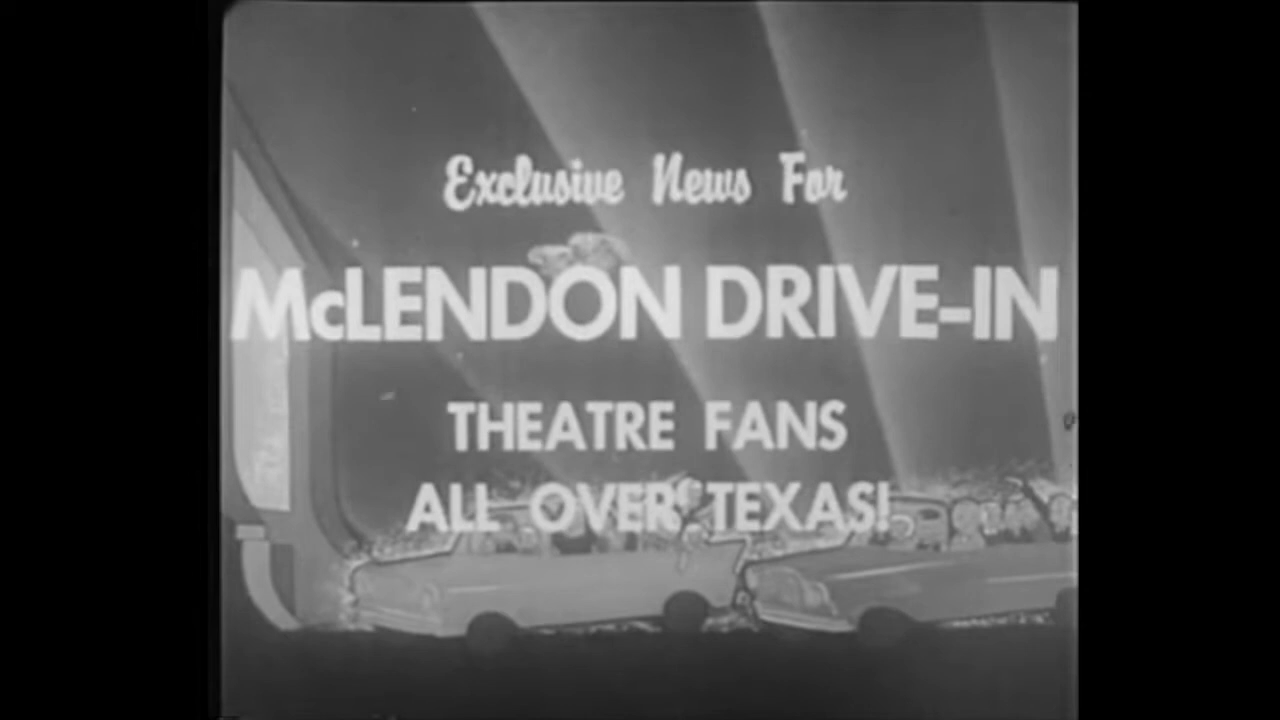 Exclusive News For
McLENDON DRIVE-IN
THEATRE FANS
ALL OVER TEXAS!